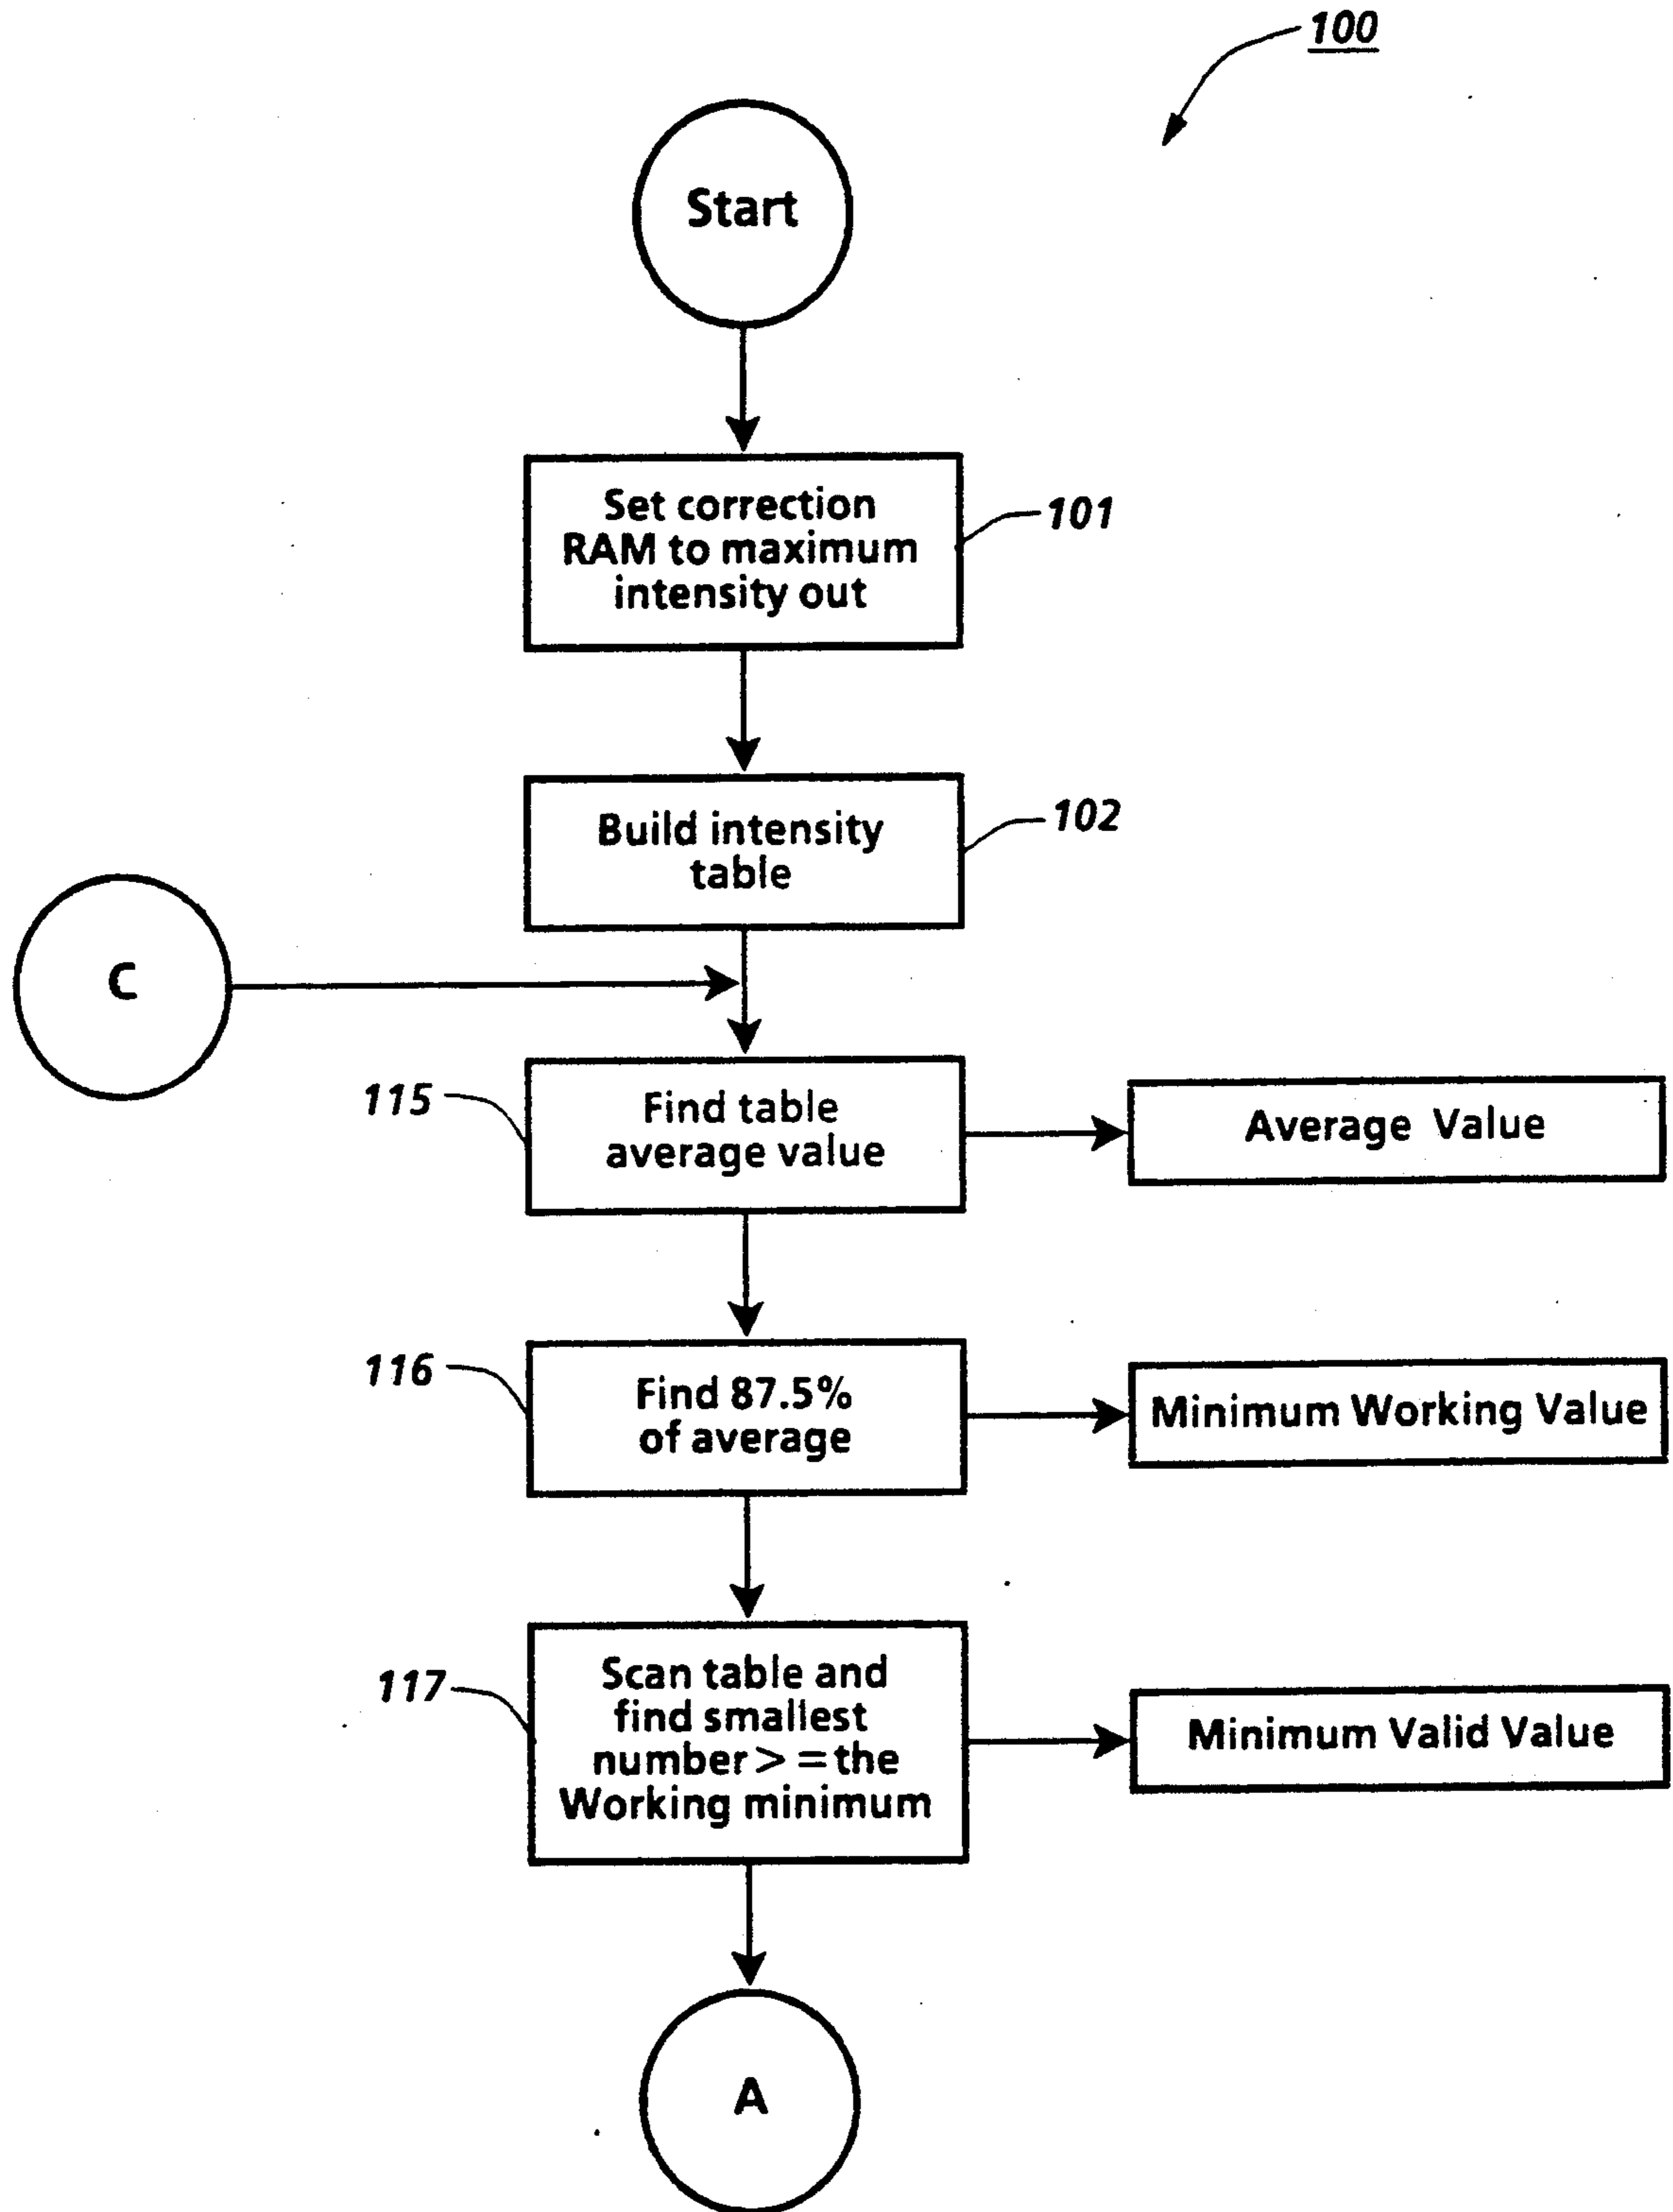 100
Start
Set correction
RAM to maximum
intensity out
101
Build intensity
table
102
C
115
Find table
average value
Average Value
116
Find 87.5%
of average
Minimum Working Value
117
Scan table and
find smallest
number > = the
Working minimum
Minimum Valid Value
A